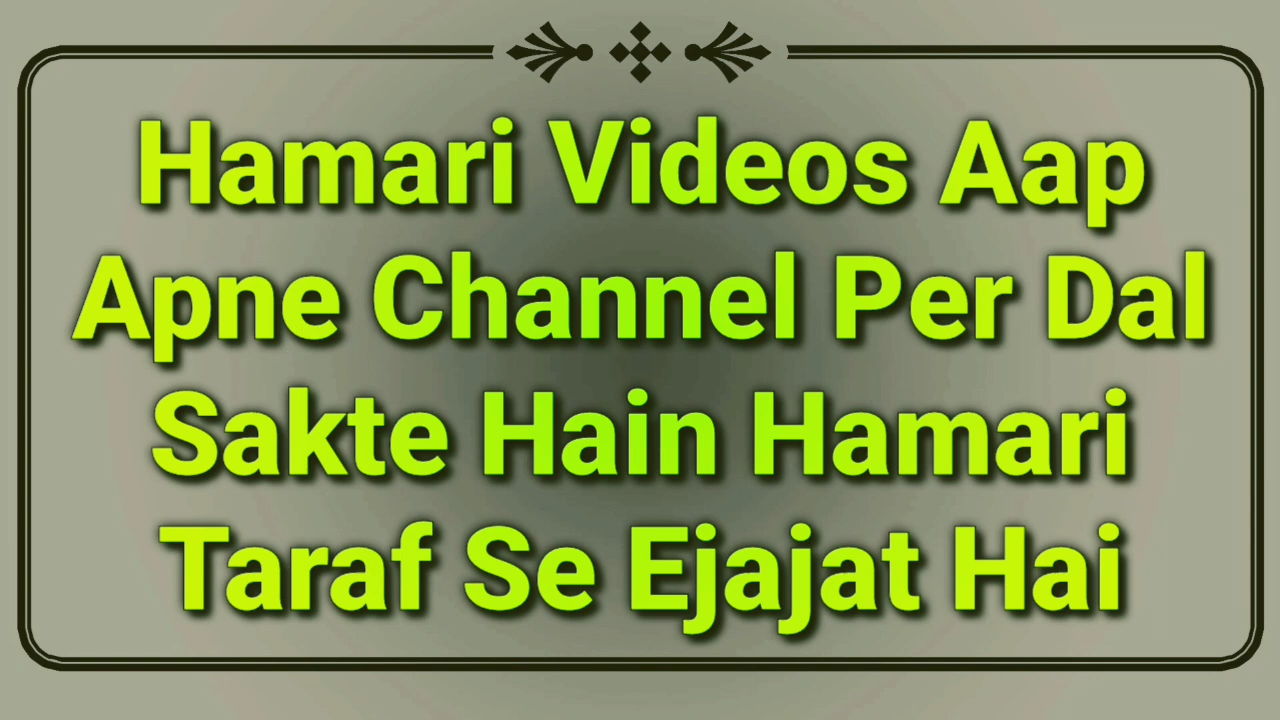 Hamari Videos Aap
Apne Channel Per Dal
Sakte Hain Hamari
Taraf Se Ejajat Hai